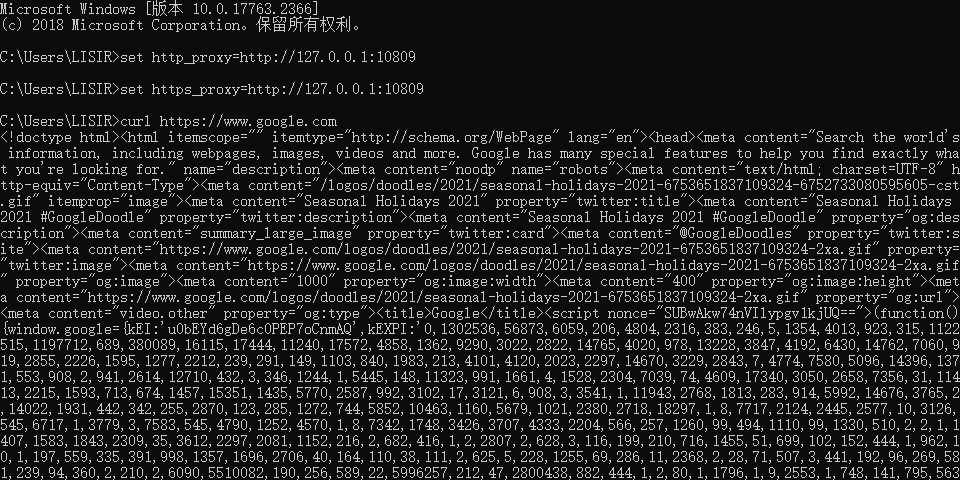 Microsoft Windows [版本 10.0.17763.2366]
(c) 2018 Microsoft Corporation。保留所有权利。
C:\Users\LISIR>set http_proxy=http://127.0.0.1:10809
C:\Users\LISIR>set https_proxy=http://127.0.0.1:10809
C:\Users\LISIR>curl https://www.google.com
<!doctype html><html itemscope="" itemtype="http://schema.org/WebPage" lang="en"><head><meta content="Search the world's
 information, including webpages, images, videos and more. Google has many special features to help you find exactly wha
t you're looking for." name="description"><meta content="noodp" name="robots"><meta content="text/html; charset=UTF-8" h
ttp-equiv="Content-Type"><meta content="/logos/doodles/2021/seasonal-holidays-2021-6753651837109324-6752733080595605-cst
.gif" itemprop="image"><meta content="Seasonal Holidays 2021" property="twitter:title"><meta content="Seasonal Holidays
2021 #GoogleDoodle" property="twitter:description"><meta content="Seasonal Holidays 2021 #GoogleDoodle" property="og:des
cription"><meta content="summary_large_image" property="twitter:card"><meta content="@GoogleDoodles" property="twitter:s
ite"><meta content="https://www.google.com/logos/doodles/2021/seasonal-holidays-2021-6753651837109324-2xa.gif" property=
"twitter:image"><meta content="https://www.google.com/logos/doodles/2021/seasonal-holidays-2021-6753651837109324-2xa.gif
" property="og:image"><meta content="1000" property="og:image:width"><meta content="400" property="og:image:height"><met
a content="https://www.google.com/logos/doodles/2021/seasonal-holidays-2021-6753651837109324-2xa.gif" property="og:url">
<meta content="video.other" property="og:type"><title>Google</title><script nonce="SUBwAkw74nVI1ypgv1kjUQ==">(function()
{window.google={kEI:'u0bEYd6gDe6c0PEP7oCnmAQ',kEXPI:'0,1302536,56873,6059,206,4804,2316,383,246,5,1354,4013,923,315,1122
515,1197712,689,380089,16115,17444,11240,17572,4858,1362,9290,3022,2822,14765,4020,978,13228,3847,4192,6430,14762,7060,9
19,2855,2226,1595,1277,2212,239,291,149,1103,840,1983,213,4101,4120,2023,2297,14670,3229,2843,7,4774,7580,5096,14396,137
1,553,908,2,941,2614,12710,432,3,346,1244,1,5445,148,11323,991,1661,4,1528,2304,7039,74,4609,17340,3050,2658,7356,31,114
13,2215,1593,713,674,1457,15351,1435,5770,2587,992,3102,17,3121,6,908,3,3541,1,11943,2768,1813,283,914,5992,14676,3765,2
,14022,1931,442,342,255,2870,123,285,1272,744,5852,10463,1160,5679,1021,2380,2718,18297,1,8,7717,2124,2445,2577,10,3126,
545,6717,1,3779,3,7583,545,4790,1252,4570,1,8,7342,1748,3426,3707,4333,2204,566,257,1260,99,494,1110,99,1330,510,2,2,1,1
407,1583,1843,2309,35,3612,2297,2081,1152,216,2,682,416,1,2,2807,2,628,3,116,199,210,716,1455,51,699,102,152,444,1,962,1
0,1,197,559,335,391,998,1357,1696,2706,40,164,110,38,111,2,625,5,228,1255,69,286,11,2368,2,28,71,507,3,441,192,96,269,58
1,239,94,360,2,210,2,6090,5510082,190,256,589,22,5996257,212,47,2800438,882,444,1,2,80,1,1796,1,9,2553,1,748,141,795,563